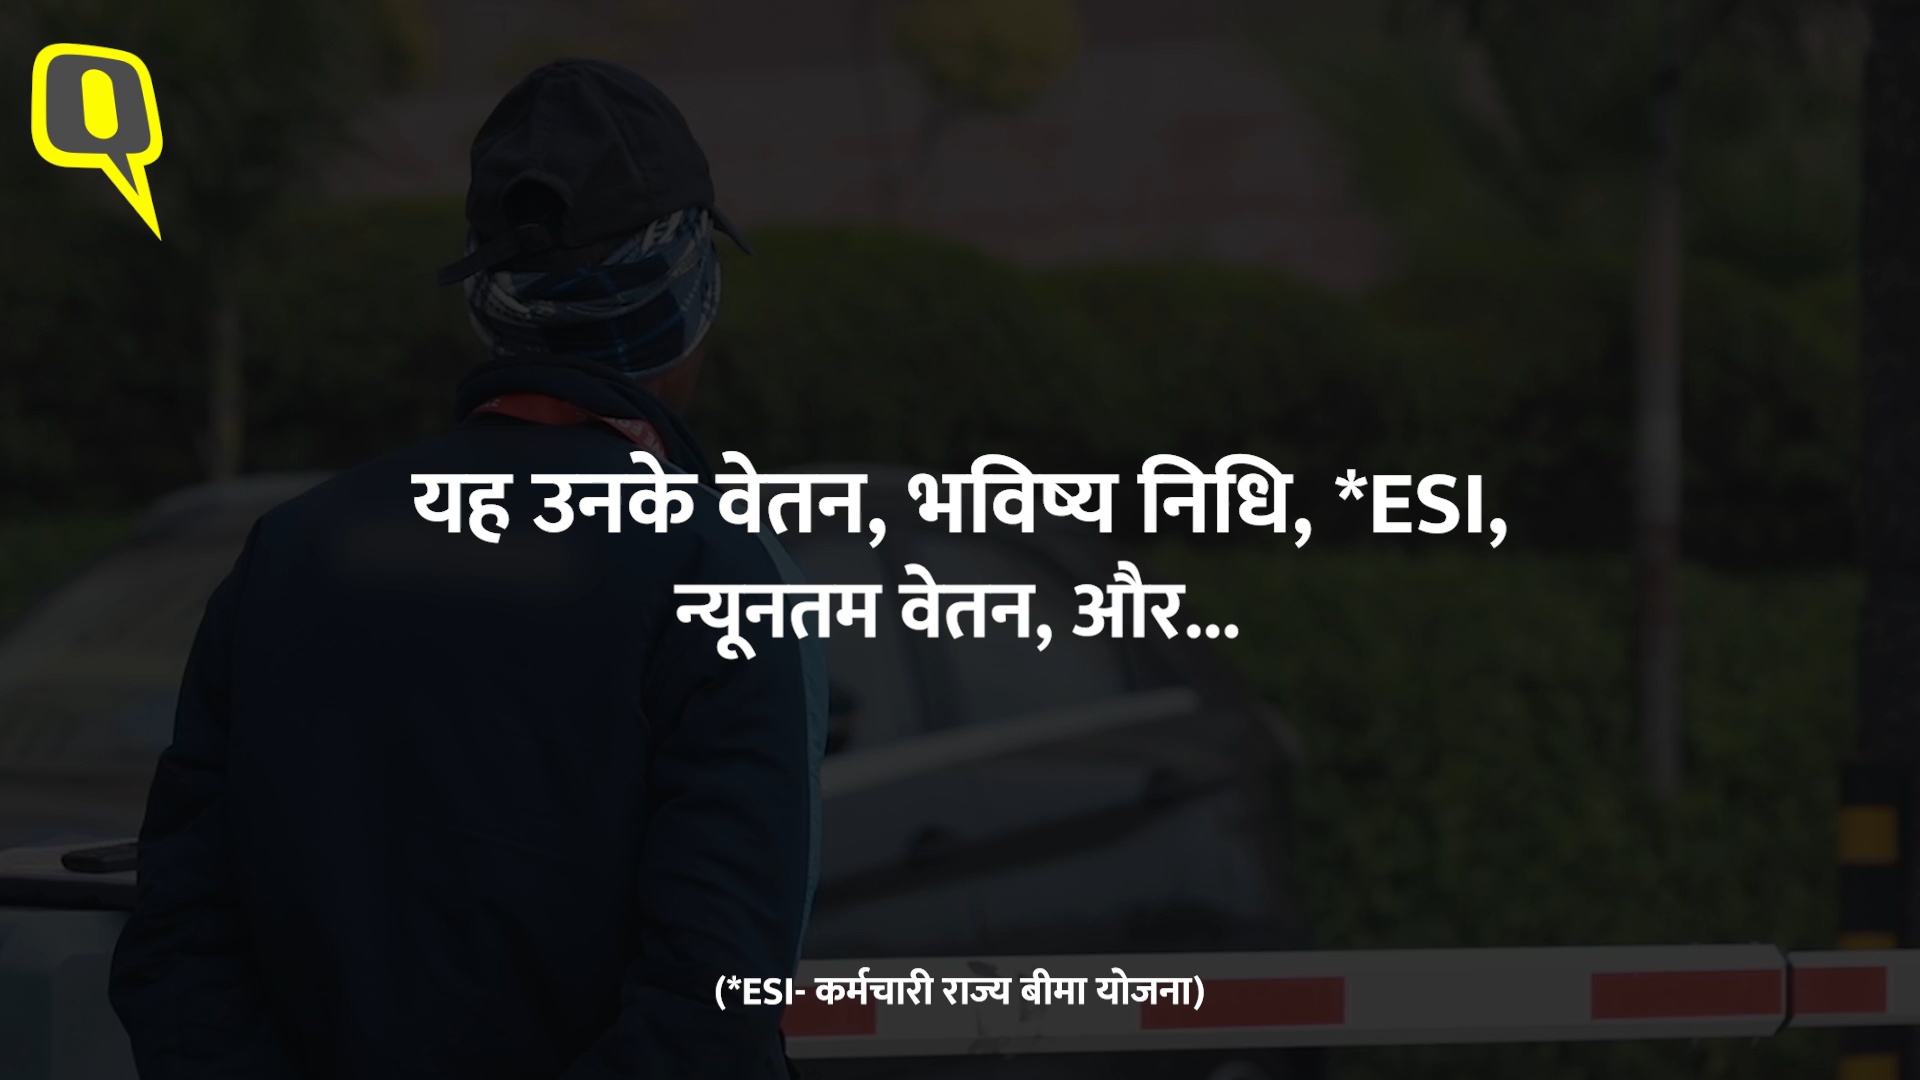 यह उनके वेतन, भविष्य निधि, *ESI,
न्यूनतम वेतन, और...
(*ESI- कर्मचारी राज्य बीमा योजना)